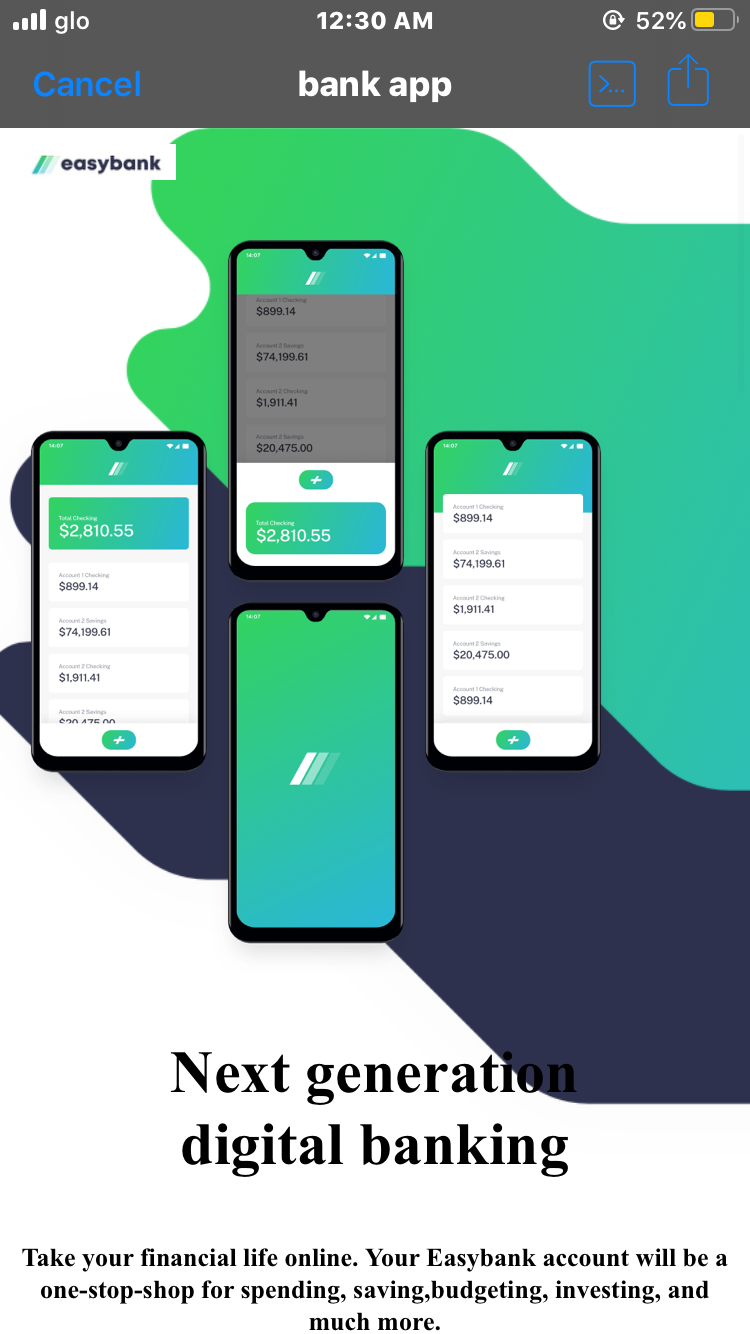 glo 12:30 AM 52%
Cancel bank app >...
easybank
14:07
Account 1 Checking
$899.14
Account 2 Savings
$74,199.61
Account 2 Checking
$1,911.41
Account 2 Savings
$20,475.00
Total Checking
$2,810.55
14:07
Total Checking
$2,810.55
Account 1 Checking
$899.14
Account 2 Savings
$74,199.61
Account 2 Checking
$1,911.41
Account 2 Savings
$20,475.00
14:07
Account 1 Checking
$899.14
Account 2 Savings
$74,199.61
Account 2 Checking
$1,911.41
Account 2 Savings
$20,475.00
Account 1 Checking
$899.14
14:07
Next generation
digital banking
Take your financial life online. Your Easybank account will be a
one-stop-shop for spending, saving,budgeting, investing, and
much more.